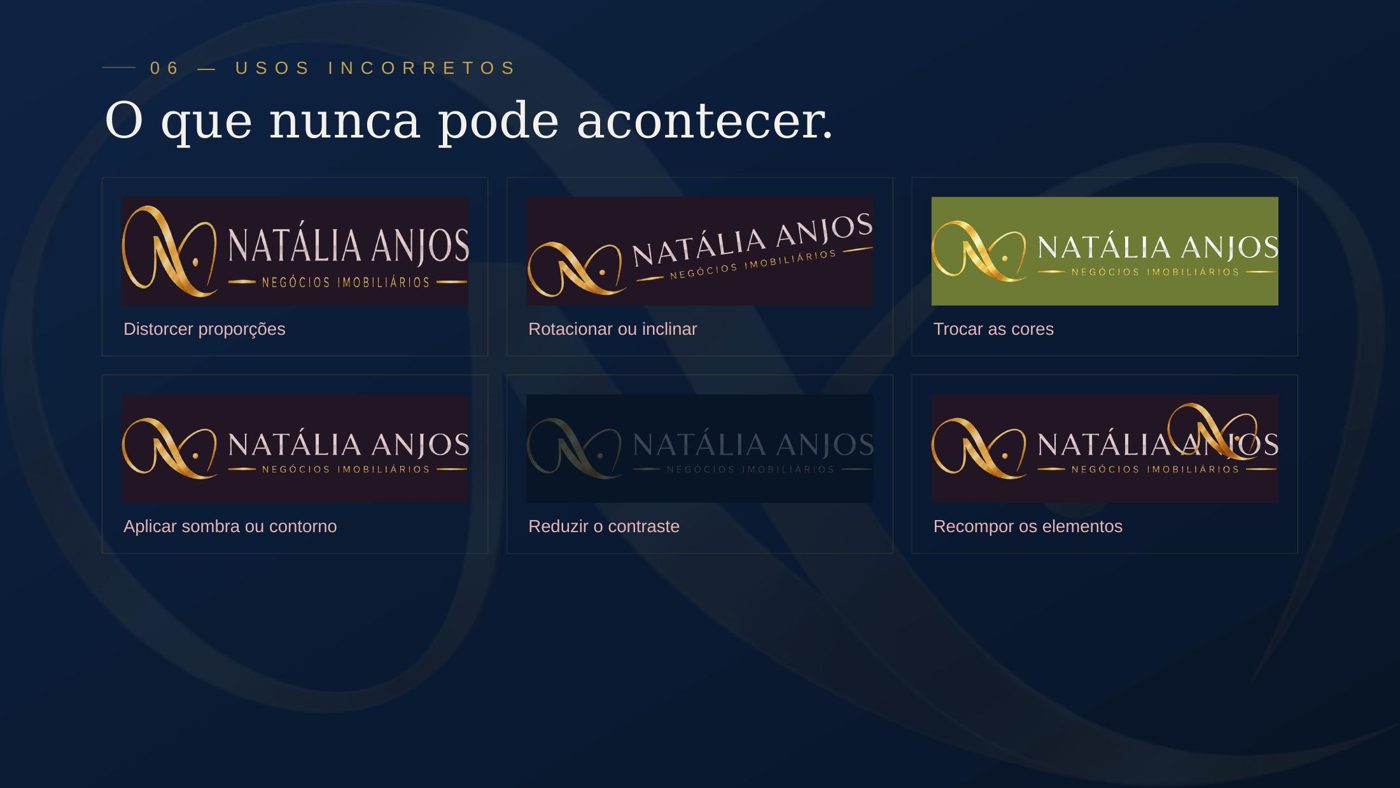 06 — USOS INCORRETOS
O que nunca pode acontecer.
NATÁLIA ANJOS
NEGÓCIOS IMOBILIÁRIOS
Distorcer proporções
NATÁLIA ANJOS
NEGÓCIOS IMOBILIÁRIOS
Rotacionar ou inclinar
NATÁLIA ANJOS
NEGÓCIOS IMOBILIÁRIOS
Trocar as cores
NATÁLIA ANJOS
NEGÓCIOS IMOBILIÁRIOS
Aplicar sombra ou contorno
NATÁLIA ANJOS
NEGÓCIOS IMOBILIÁRIOS
Reduzir o contraste
NATÁLIA ANJOS
NEGÓCIOS IMOBILIÁRIOS
Recompor os elementos